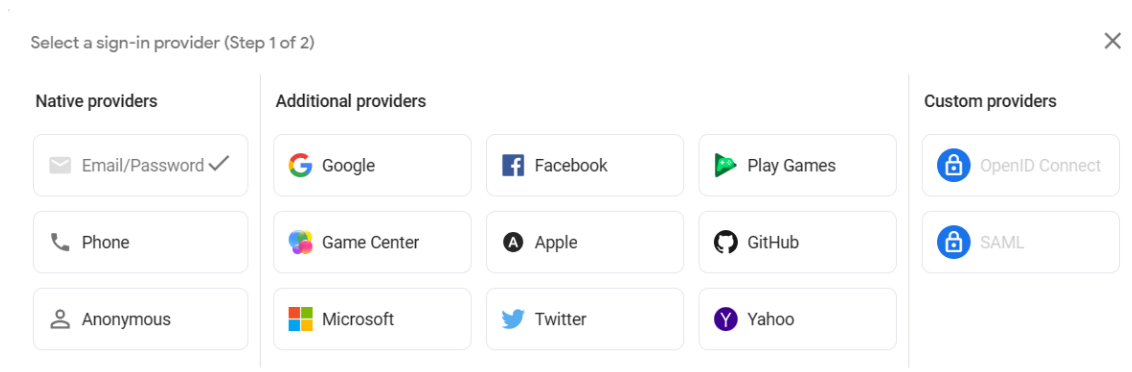 Select a sign-in provider (Step 1 of 2)
Native providers
Email/Password
Phone
Anonymous
Additional providers
Google
Facebook
Play Games
Game Center
Apple
GitHub
Microsoft
Twitter
Yahoo
Custom providers
OpenID Connect
SAML